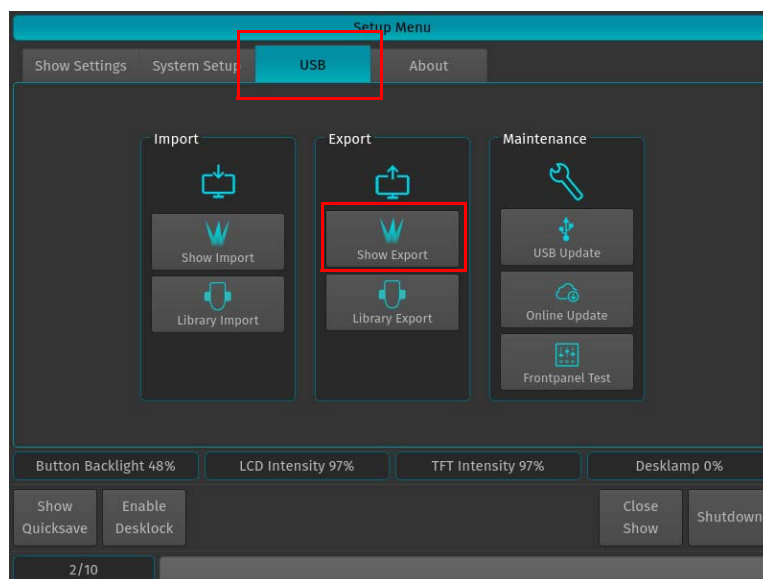 Setup Menu
Show Settings System Setup USB About
Import Export Maintenance
Show Import Show Export USB Update
Library Import Library Export Online Update
Frontpanel Test
Button Backlight 48% LCD Intensity 97% TFT Intensity 97% Desklamp 0%
Show Quicksave
Enable Desklock
Close Show
Shutdown
2/10